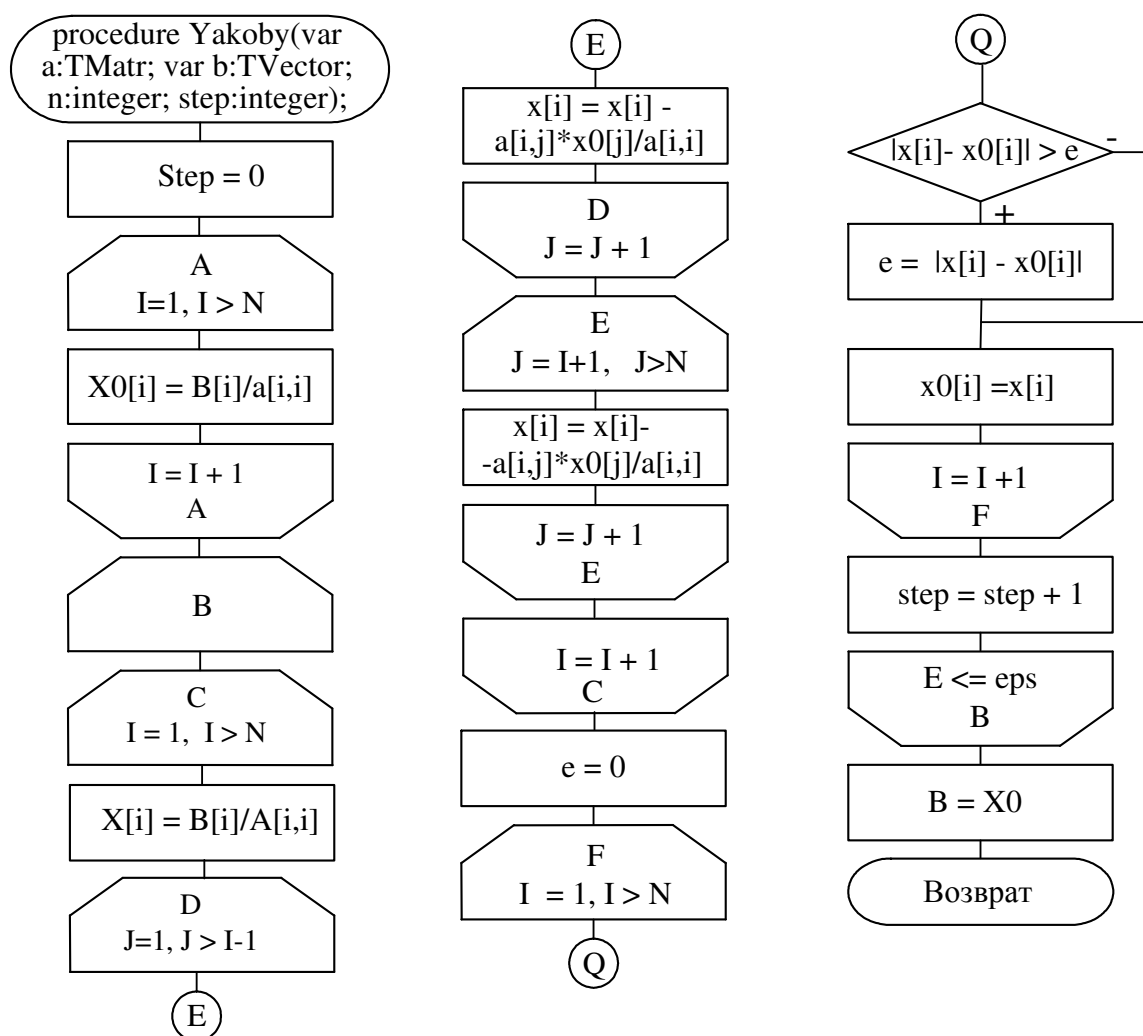 procedure Yakoby(var
a:TMatr; var b:TVector;
n:integer; step:integer);
Step = 0
A
I=1, I > N
X0[i] = B[i]/a[i,i]
I = I + 1
A
B
C
I = 1, I > N
X[i] = B[i]/A[i,i]
D
J=1, J > I-1
E
E
x[i] = x[i] -
a[i,j]*x0[j]/a[i,i]
D
J = J + 1
E
J = I+1, J>N
x[i] = x[i]-
-a[i,j]*x0[j]/a[i,i]
J = J + 1
E
I = I + 1
C
e = 0
F
I = 1, I > N
Q
Q
|x[i]- x0[i]| > e
-
+
e = |x[i] - x0[i]|
x0[i] =x[i]
I = I +1
F
step = step + 1
E <= eps
B
B = X0
Возврат